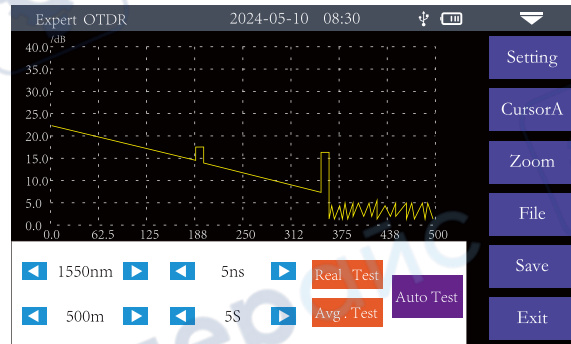 Expert OTDR 2024-05-10 08:30
/dB
40.0
35.0
30.0
25.0
20.0
15.0
10.0
5.0
0.0
0.0 62.5 125 188 250 312 375 438 500
Setting
CursorA
Zoom
File
Save
Exit
1550nm 5ns Real Test
500m 5S Avg . Test
Auto Test